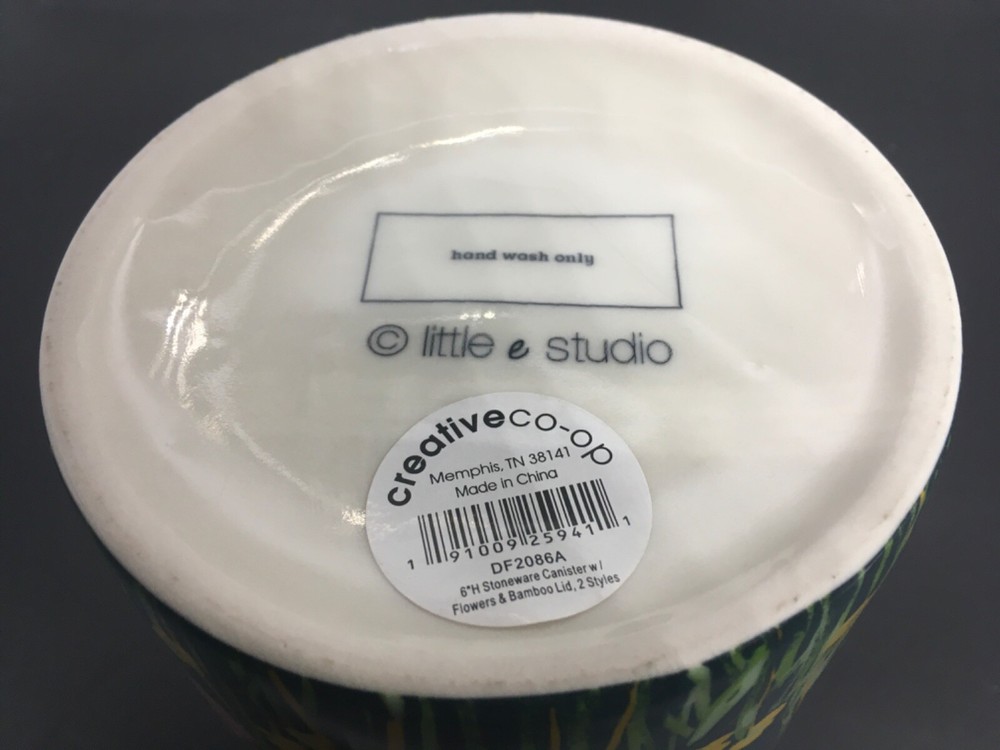 hand wash only
© little e studio
creativeco-op
Memphis, TN 38141
Made in China
1 91009 25941 1
DF2086A
6"H Stoneware Canister w/
Flowers & Bamboo Lid, 2 Styles